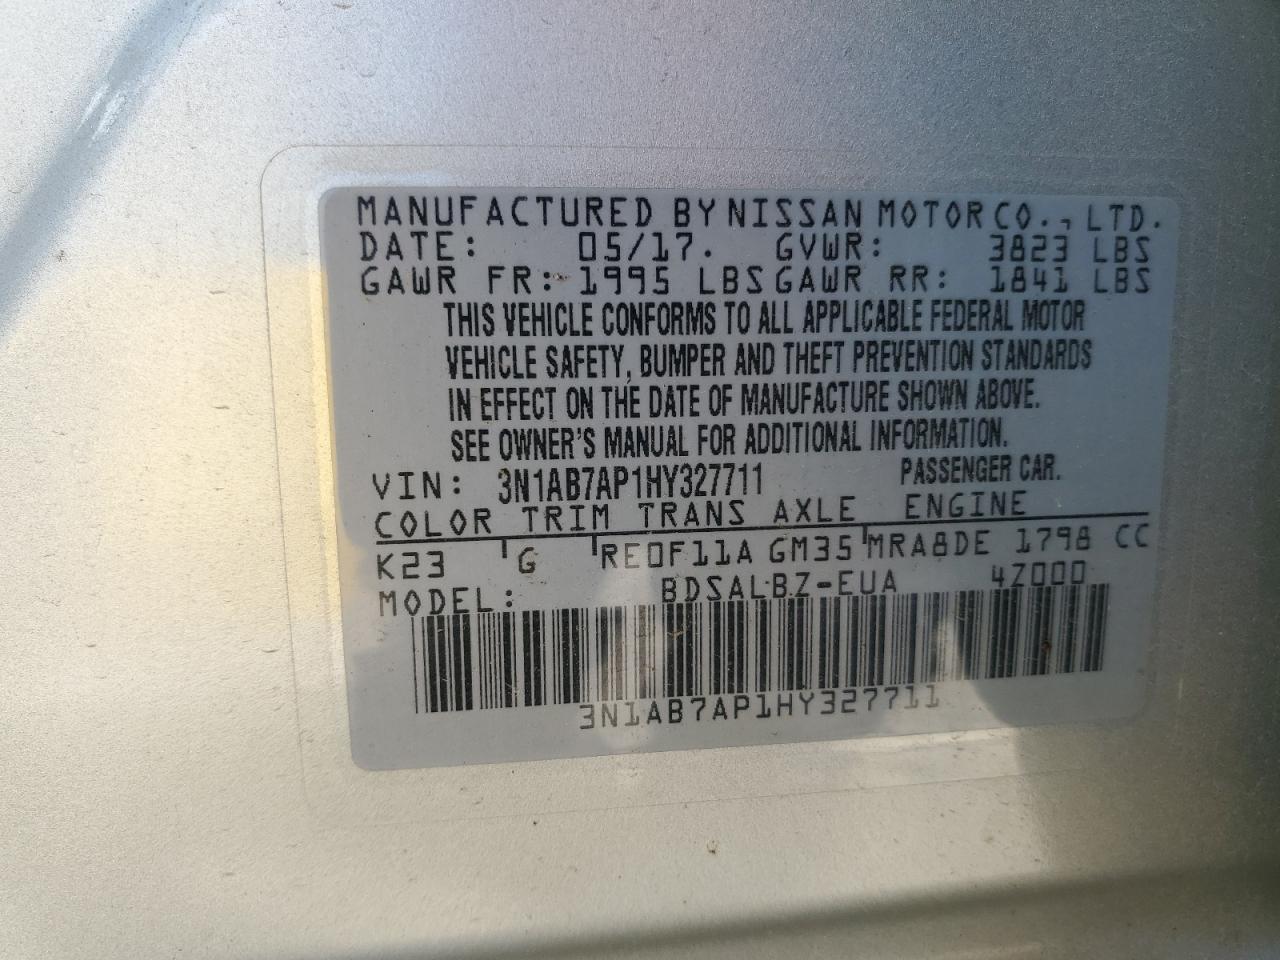 MANUFACTURED BY NISSAN MOTOR CO., LTD.
DATE: 05/17. GVWR: 3823 LBS
GAWR FR: 1995 LBS GAWR RR: 1841 LBS
THIS VEHICLE CONFORMS TO ALL APPLICABLE FEDERAL MOTOR
VEHICLE SAFETY, BUMPER AND THEFT PREVENTION STANDARDS
IN EFFECT ON THE DATE OF MANUFACTURE SHOWN ABOVE.
SEE OWNER'S MANUAL FOR ADDITIONAL INFORMATION.
VIN: 3N1AB7AP1HY327711 PASSENGER CAR.
COLOR TRIM TRANS AXLE ENGINE
K23 G RE0F11A GM35 MRA8DE 1798 CC
MODEL: BDSALBZ-EUA 4Z000
3N1AB7AP1HY327711